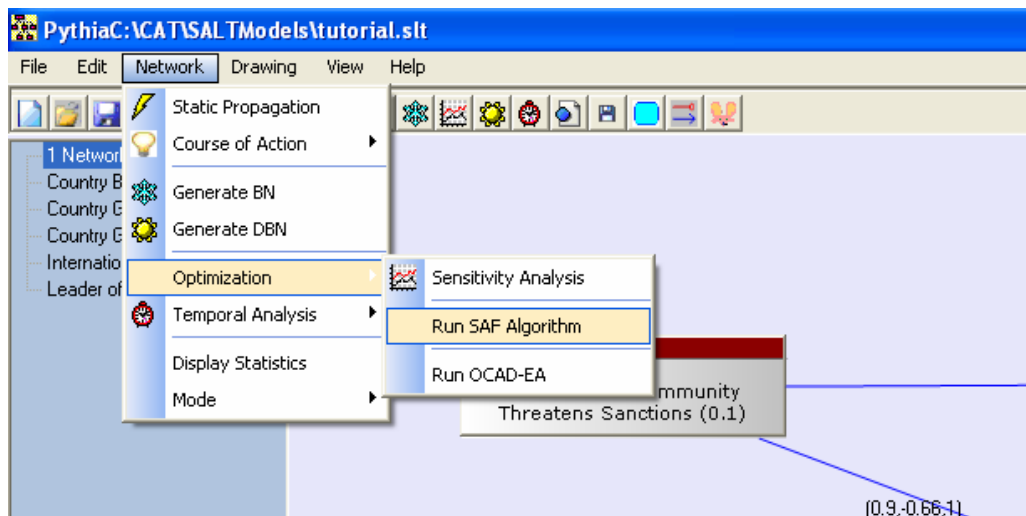 PythiaC:\CAT\SALTModels\tutorial.slt
File Edit Network Drawing View Help
Static Propagation
Course of Action
Generate BN
Generate DBN
Optimization
Temporal Analysis
Display Statistics
Mode
Sensitivity Analysis
Run SAF Algorithm
Run OCAD-EA
1 Networ
Country B
Country G
Country G
Internatio
Leader of
mmunity
Threatens Sanctions (0.1)
(0.9,-0.66,1)